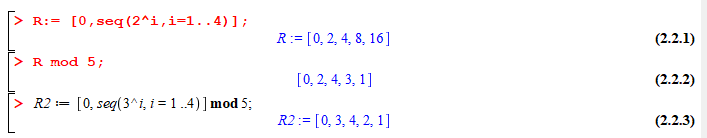 > R:= [0,seq(2^i,i=1..4)];
R := [0, 2, 4, 8, 16] (2.2.1)
> R mod 5;
[0, 2, 4, 3, 1] (2.2.2)
> R2 := [0, seq(3^i, i = 1 ..4)] mod 5;
R2 := [0, 3, 4, 2, 1] (2.2.3)